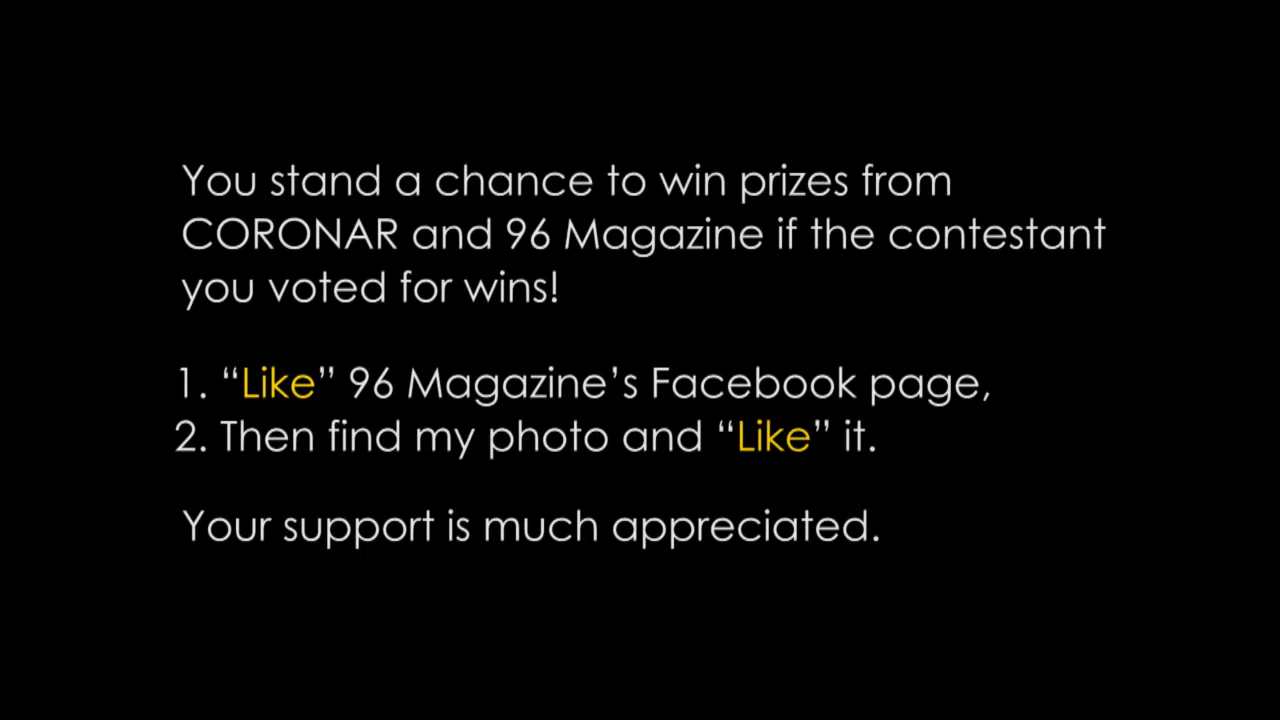 You stand a chance to win prizes from
CORONAR and 96 Magazine if the contestant
you voted for wins!
1. “Like” 96 Magazine’s Facebook page,
2. Then find my photo and “Like” it.
Your support is much appreciated.